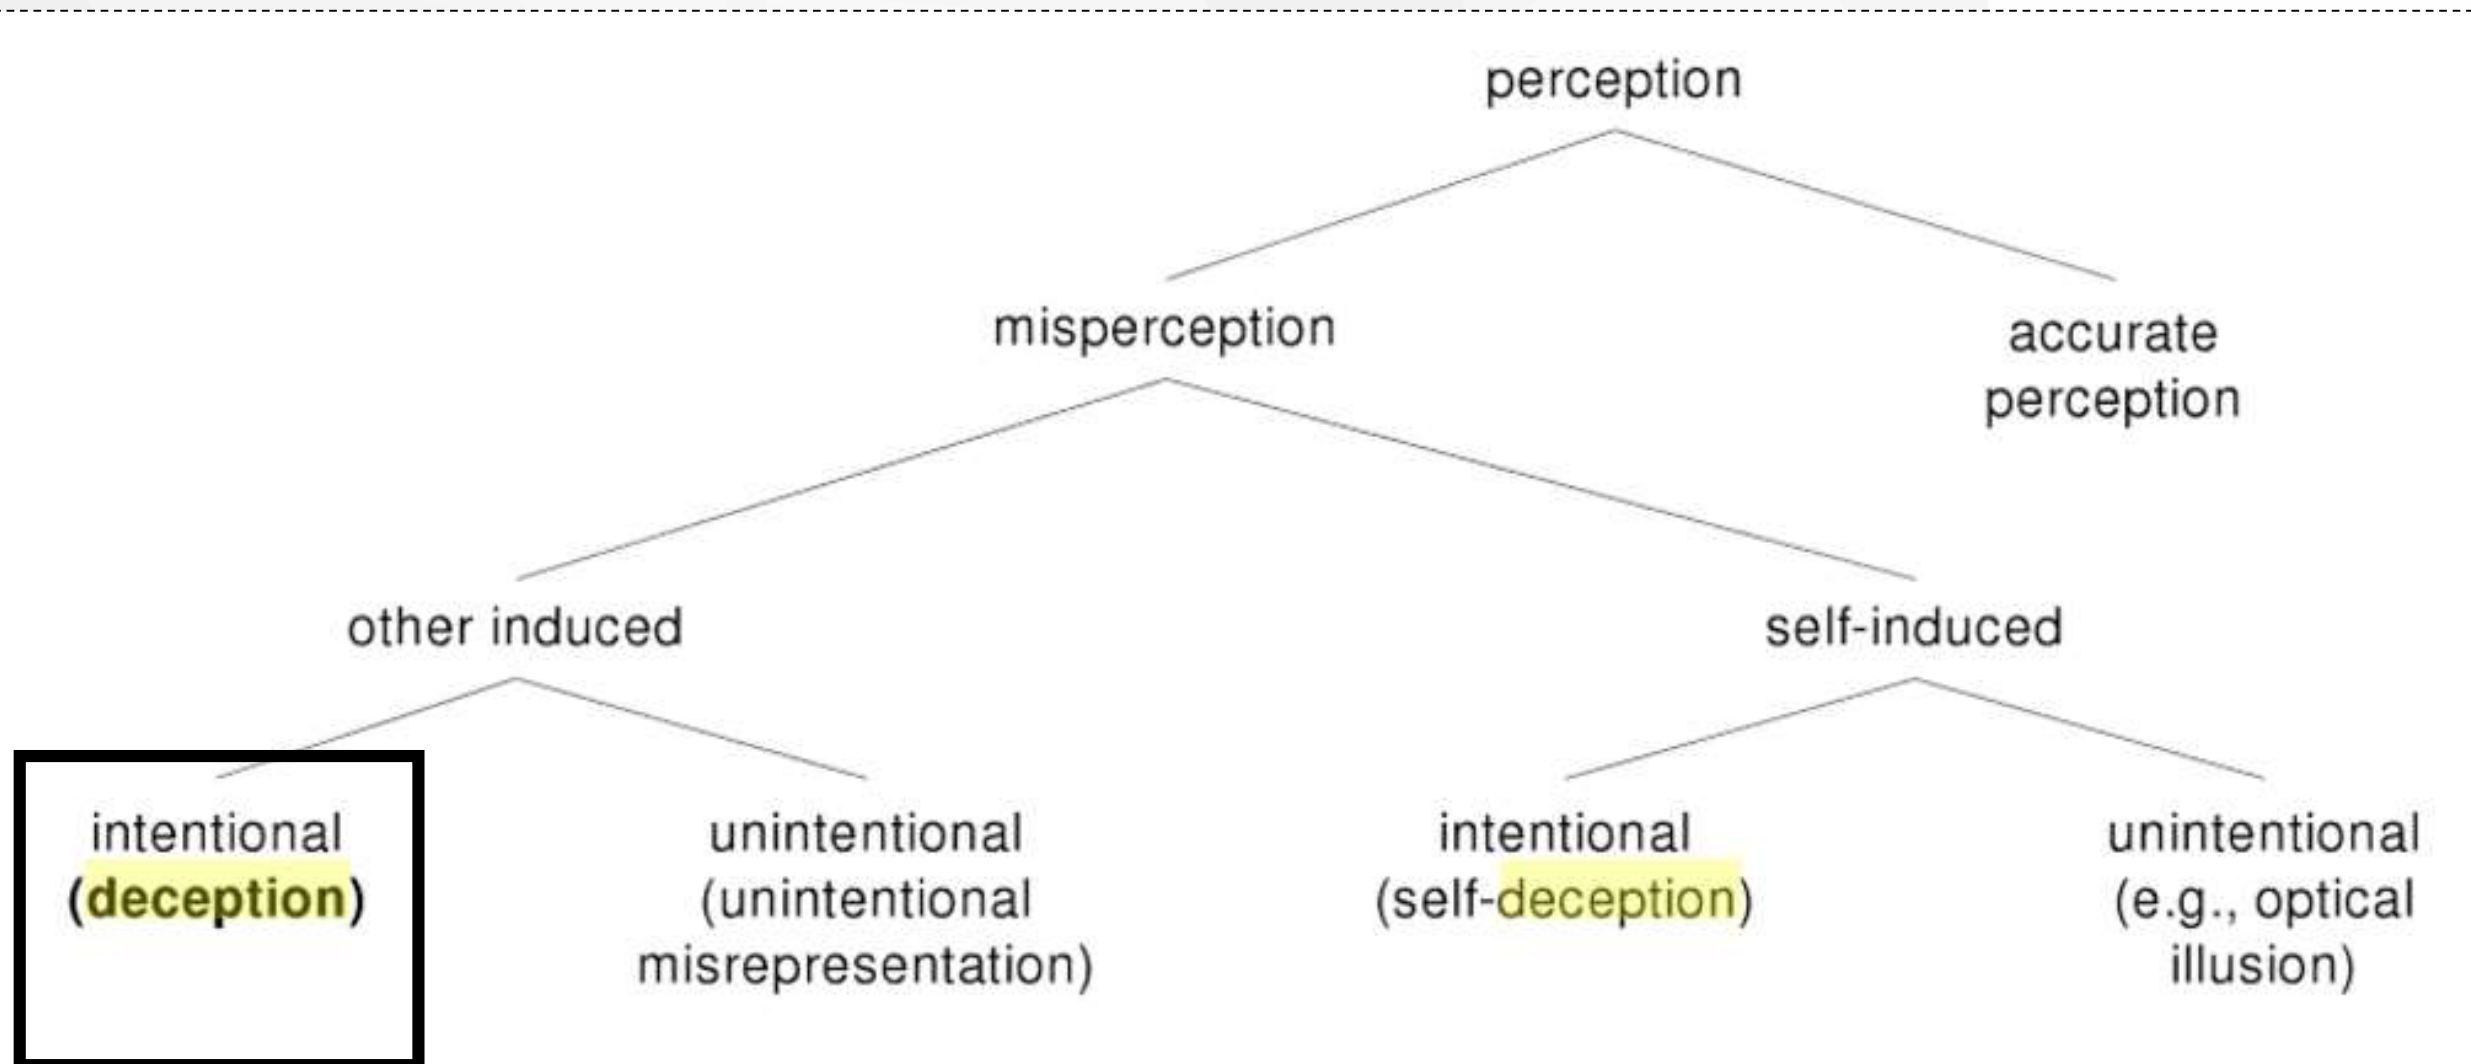 perception
misperception
accurate
perception
other induced
self-induced
intentional
(deception)
unintentional
(unintentional
misrepresentation)
intentional
(self-deception)
unintentional
(e.g., optical
illusion)